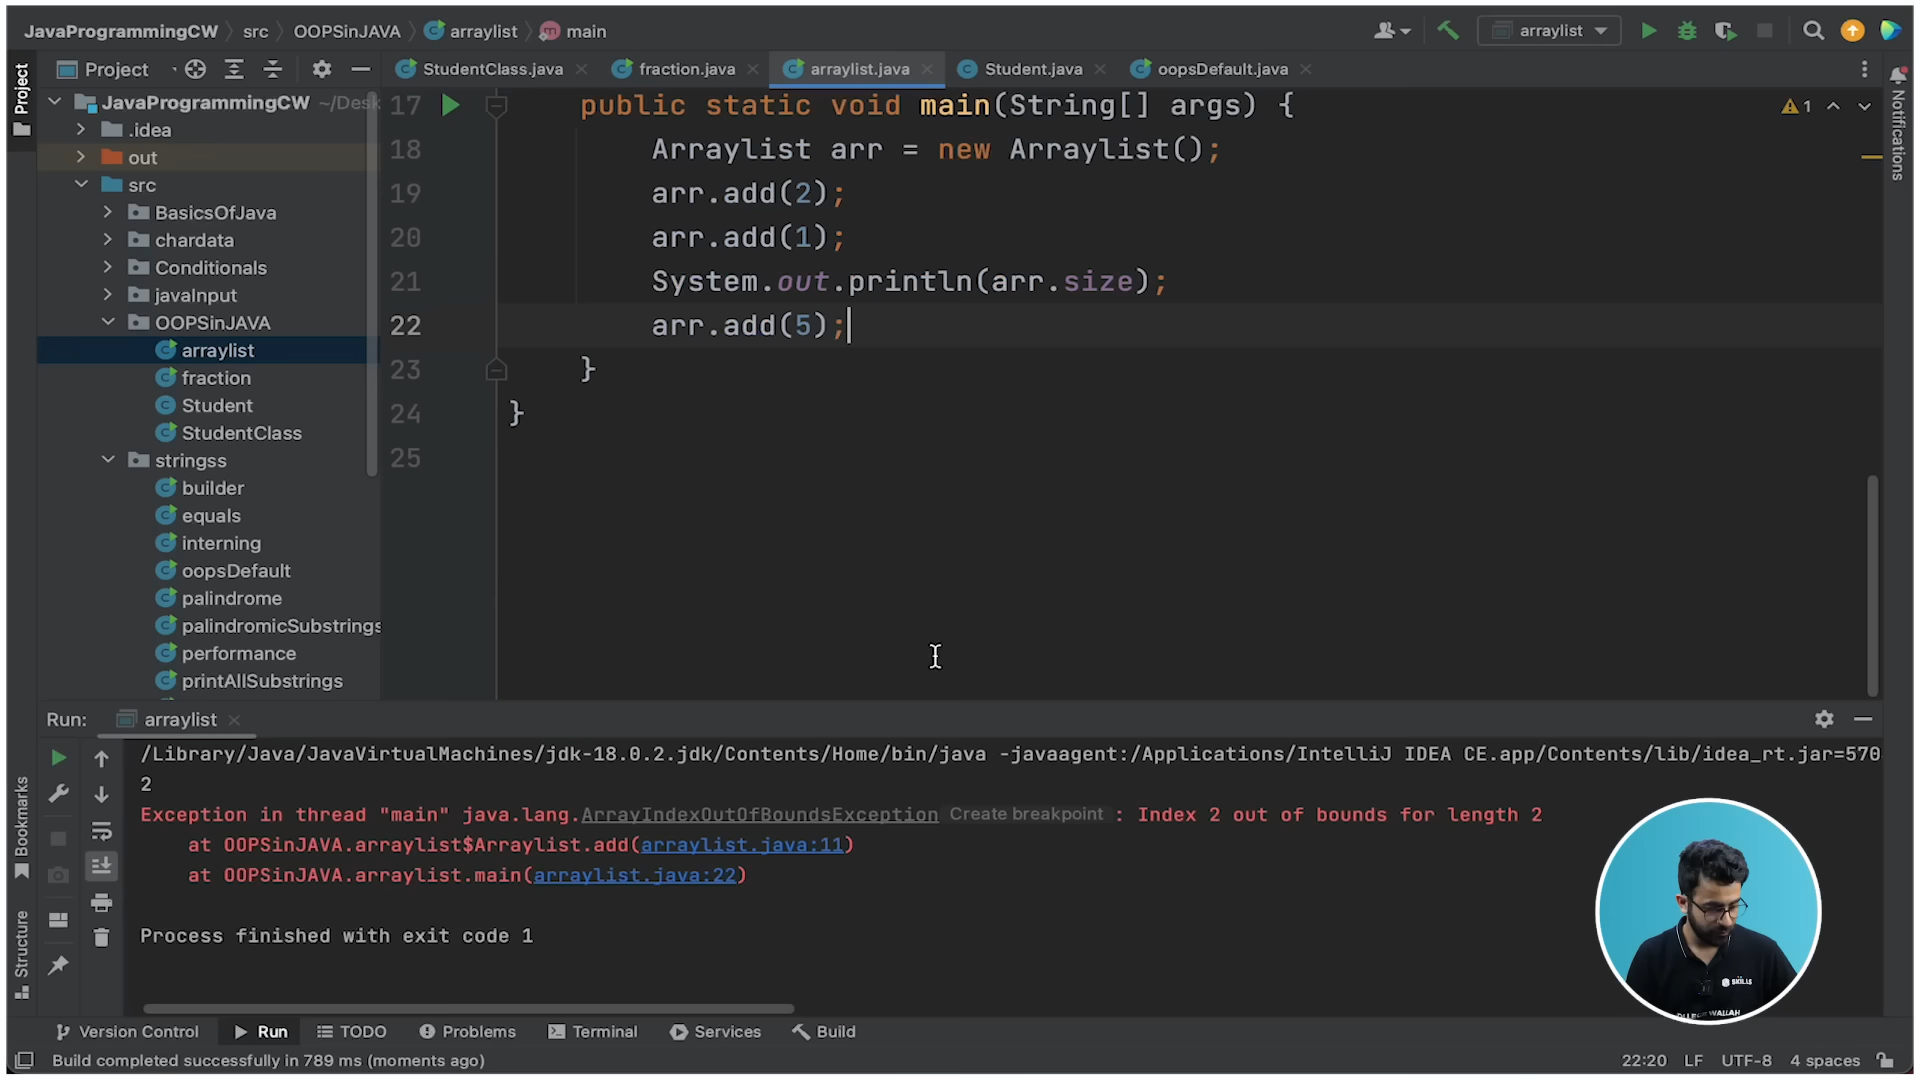 JavaProgrammingCW › src › OOPSinJAVA › arraylist › main
arraylist
Project
Project
StudentClass.java
fraction.java
arraylist.java
Student.java
oopsDefault.java
Notifications
JavaProgrammingCW ~/Desk
.idea
out
src
BasicsOfJava
chardata
Conditionals
javaInput
OOPSinJAVA
arraylist
fraction
Student
StudentClass
stringss
builder
equals
interning
oopsDefault
palindrome
palindromicSubstrings
performance
printAllSubstrings
1
17 public static void main(String[] args) {
18 Arraylist arr = new Arraylist();
19 arr.add(2);
20 arr.add(1);
21 System.out.println(arr.size);
22 arr.add(5);
23 }
24 }
25
Run: arraylist
/Library/Java/JavaVirtualMachines/jdk-18.0.2.jdk/Contents/Home/bin/java -javaagent:/Applications/IntelliJ IDEA CE.app/Contents/lib/idea_rt.jar=570
2
Exception in thread "main" java.lang.ArrayIndexOutOfBoundsException Create breakpoint : Index 2 out of bounds for length 2
at OOPSinJAVA.arraylist$Arraylist.add(arraylist.java:11)
at OOPSinJAVA.arraylist.main(arraylist.java:22)
Process finished with exit code 1
Bookmarks
Structure
SKILLS
WALLAH
Version Control
Run
TODO
Problems
Terminal
Services
Build
Build completed successfully in 789 ms (moments ago)
22:20 LF UTF-8 4 spaces